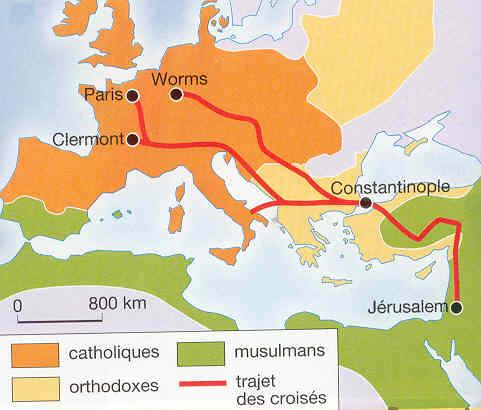 Worms
Paris
Clermont
Constantinople
Jérusalem
0 800 km
catholiques
musulmans
orthodoxes
trajet
des croisés